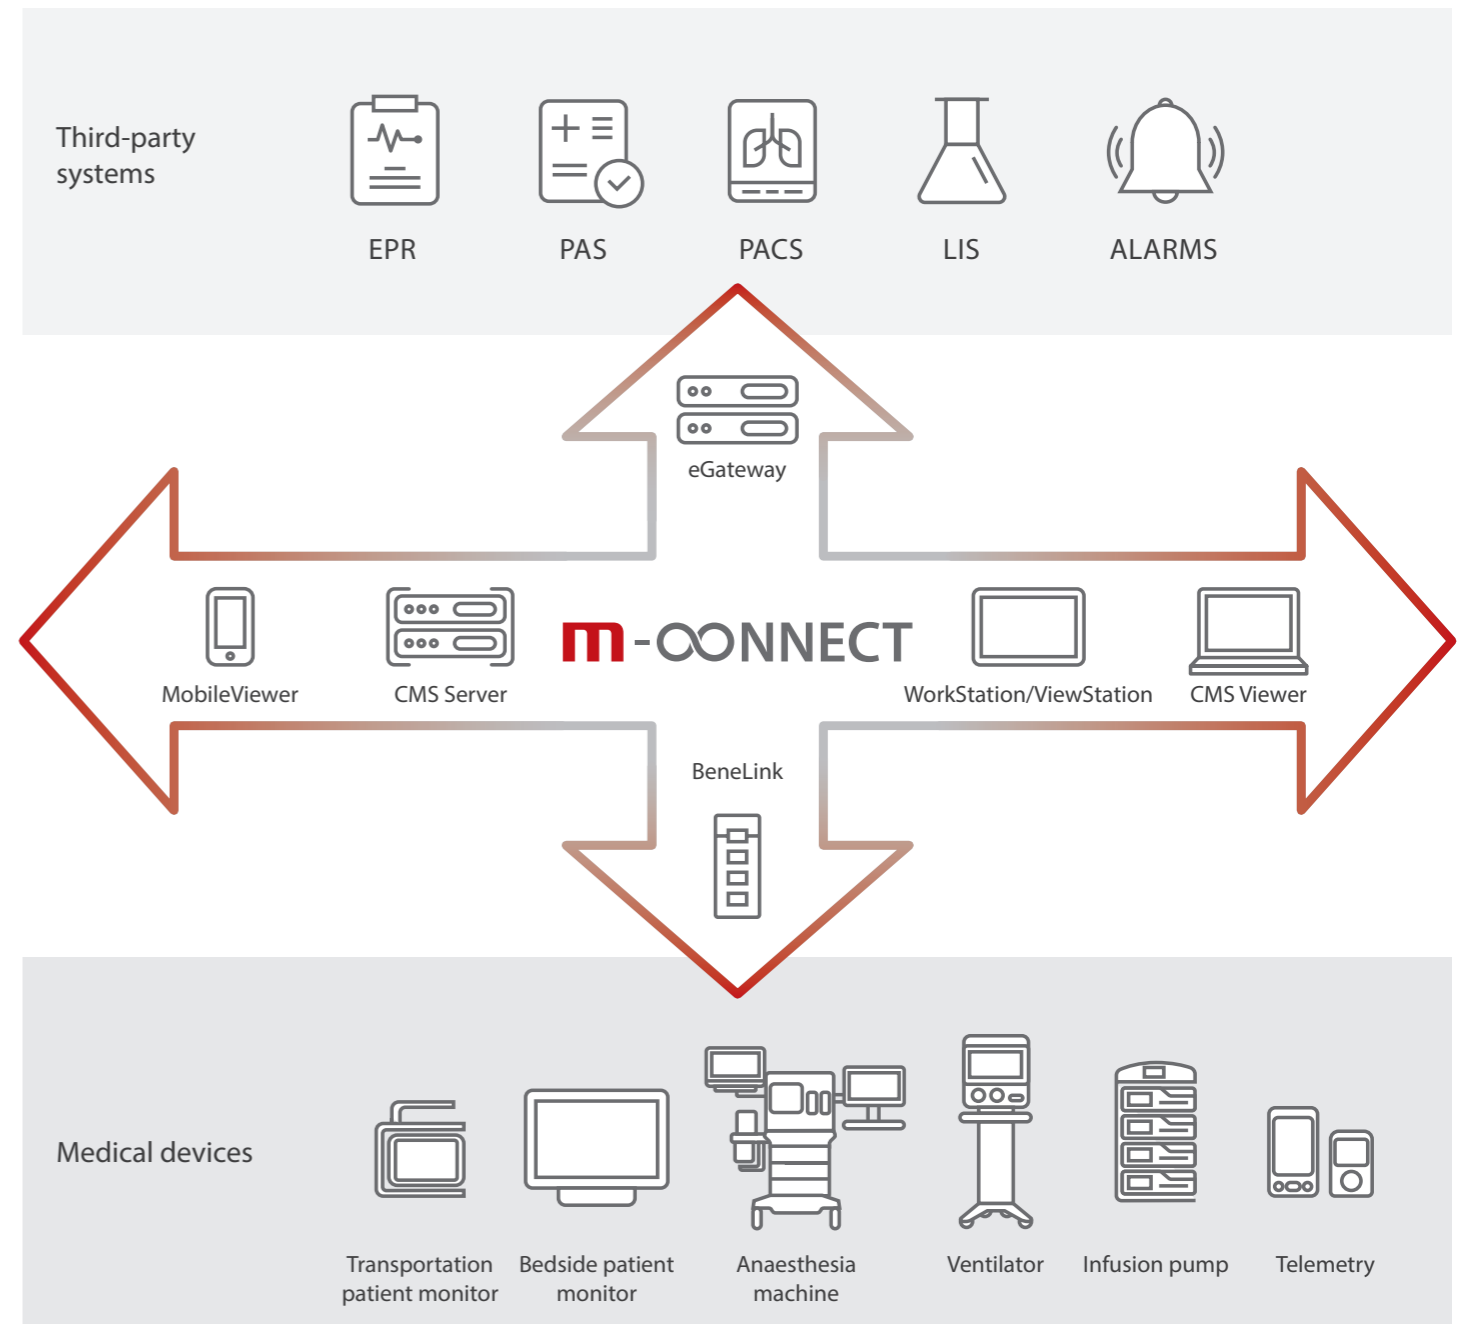 Third-party
systems
EPR
PAS
PACS
LIS
ALARMS
eGateway
MobileViewer
CMS Server
m-CONNECT
WorkStation/ViewStation
CMS Viewer
BeneLink
Medical devices
Transportation
patient monitor
Bedside patient
monitor
Anaesthesia
machine
Ventilator
Infusion pump
Telemetry